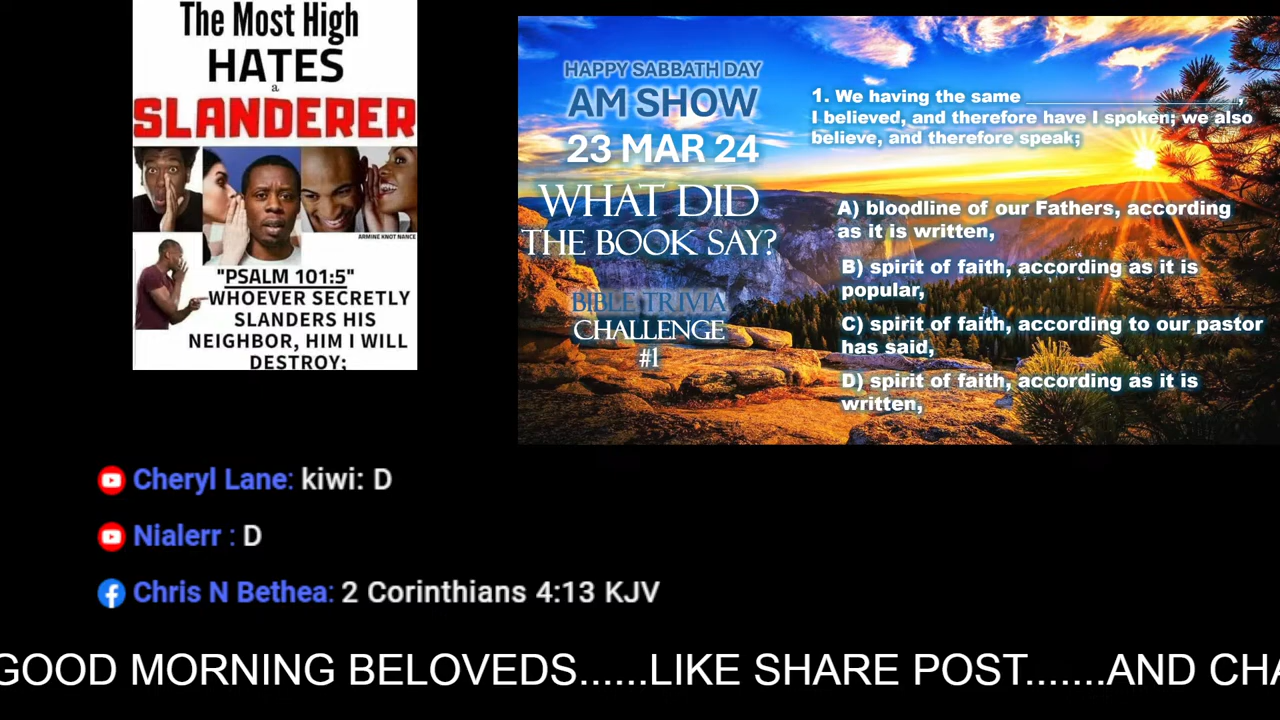 The Most High
HATES
a
SLANDERER
ARMINE KNOT NANCE
"PSALM 101:5"
WHOEVER SECRETLY
SLANDERS HIS
NEIGHBOR, HIM I WILL
DESTROY;
HAPPY SABBATH DAY
AM SHOW
23 MAR 24
WHAT DID
THE BOOK SAY?
BIBLE TRIVIA
CHALLENGE
#1
1. We having the same ____________________,
I believed, and therefore have I spoken; we also
believe, and therefore speak;
A) bloodline of our Fathers, according
as it is written,
B) spirit of faith, according as it is
popular,
C) spirit of faith, according to our pastor
has said,
D) spirit of faith, according as it is
written,
Cheryl Lane: kiwi: D
Nialerr : D
Chris N Bethea: 2 Corinthians 4:13 KJV
GOOD MORNING BELOVEDS......LIKE SHARE POST.......AND CHA